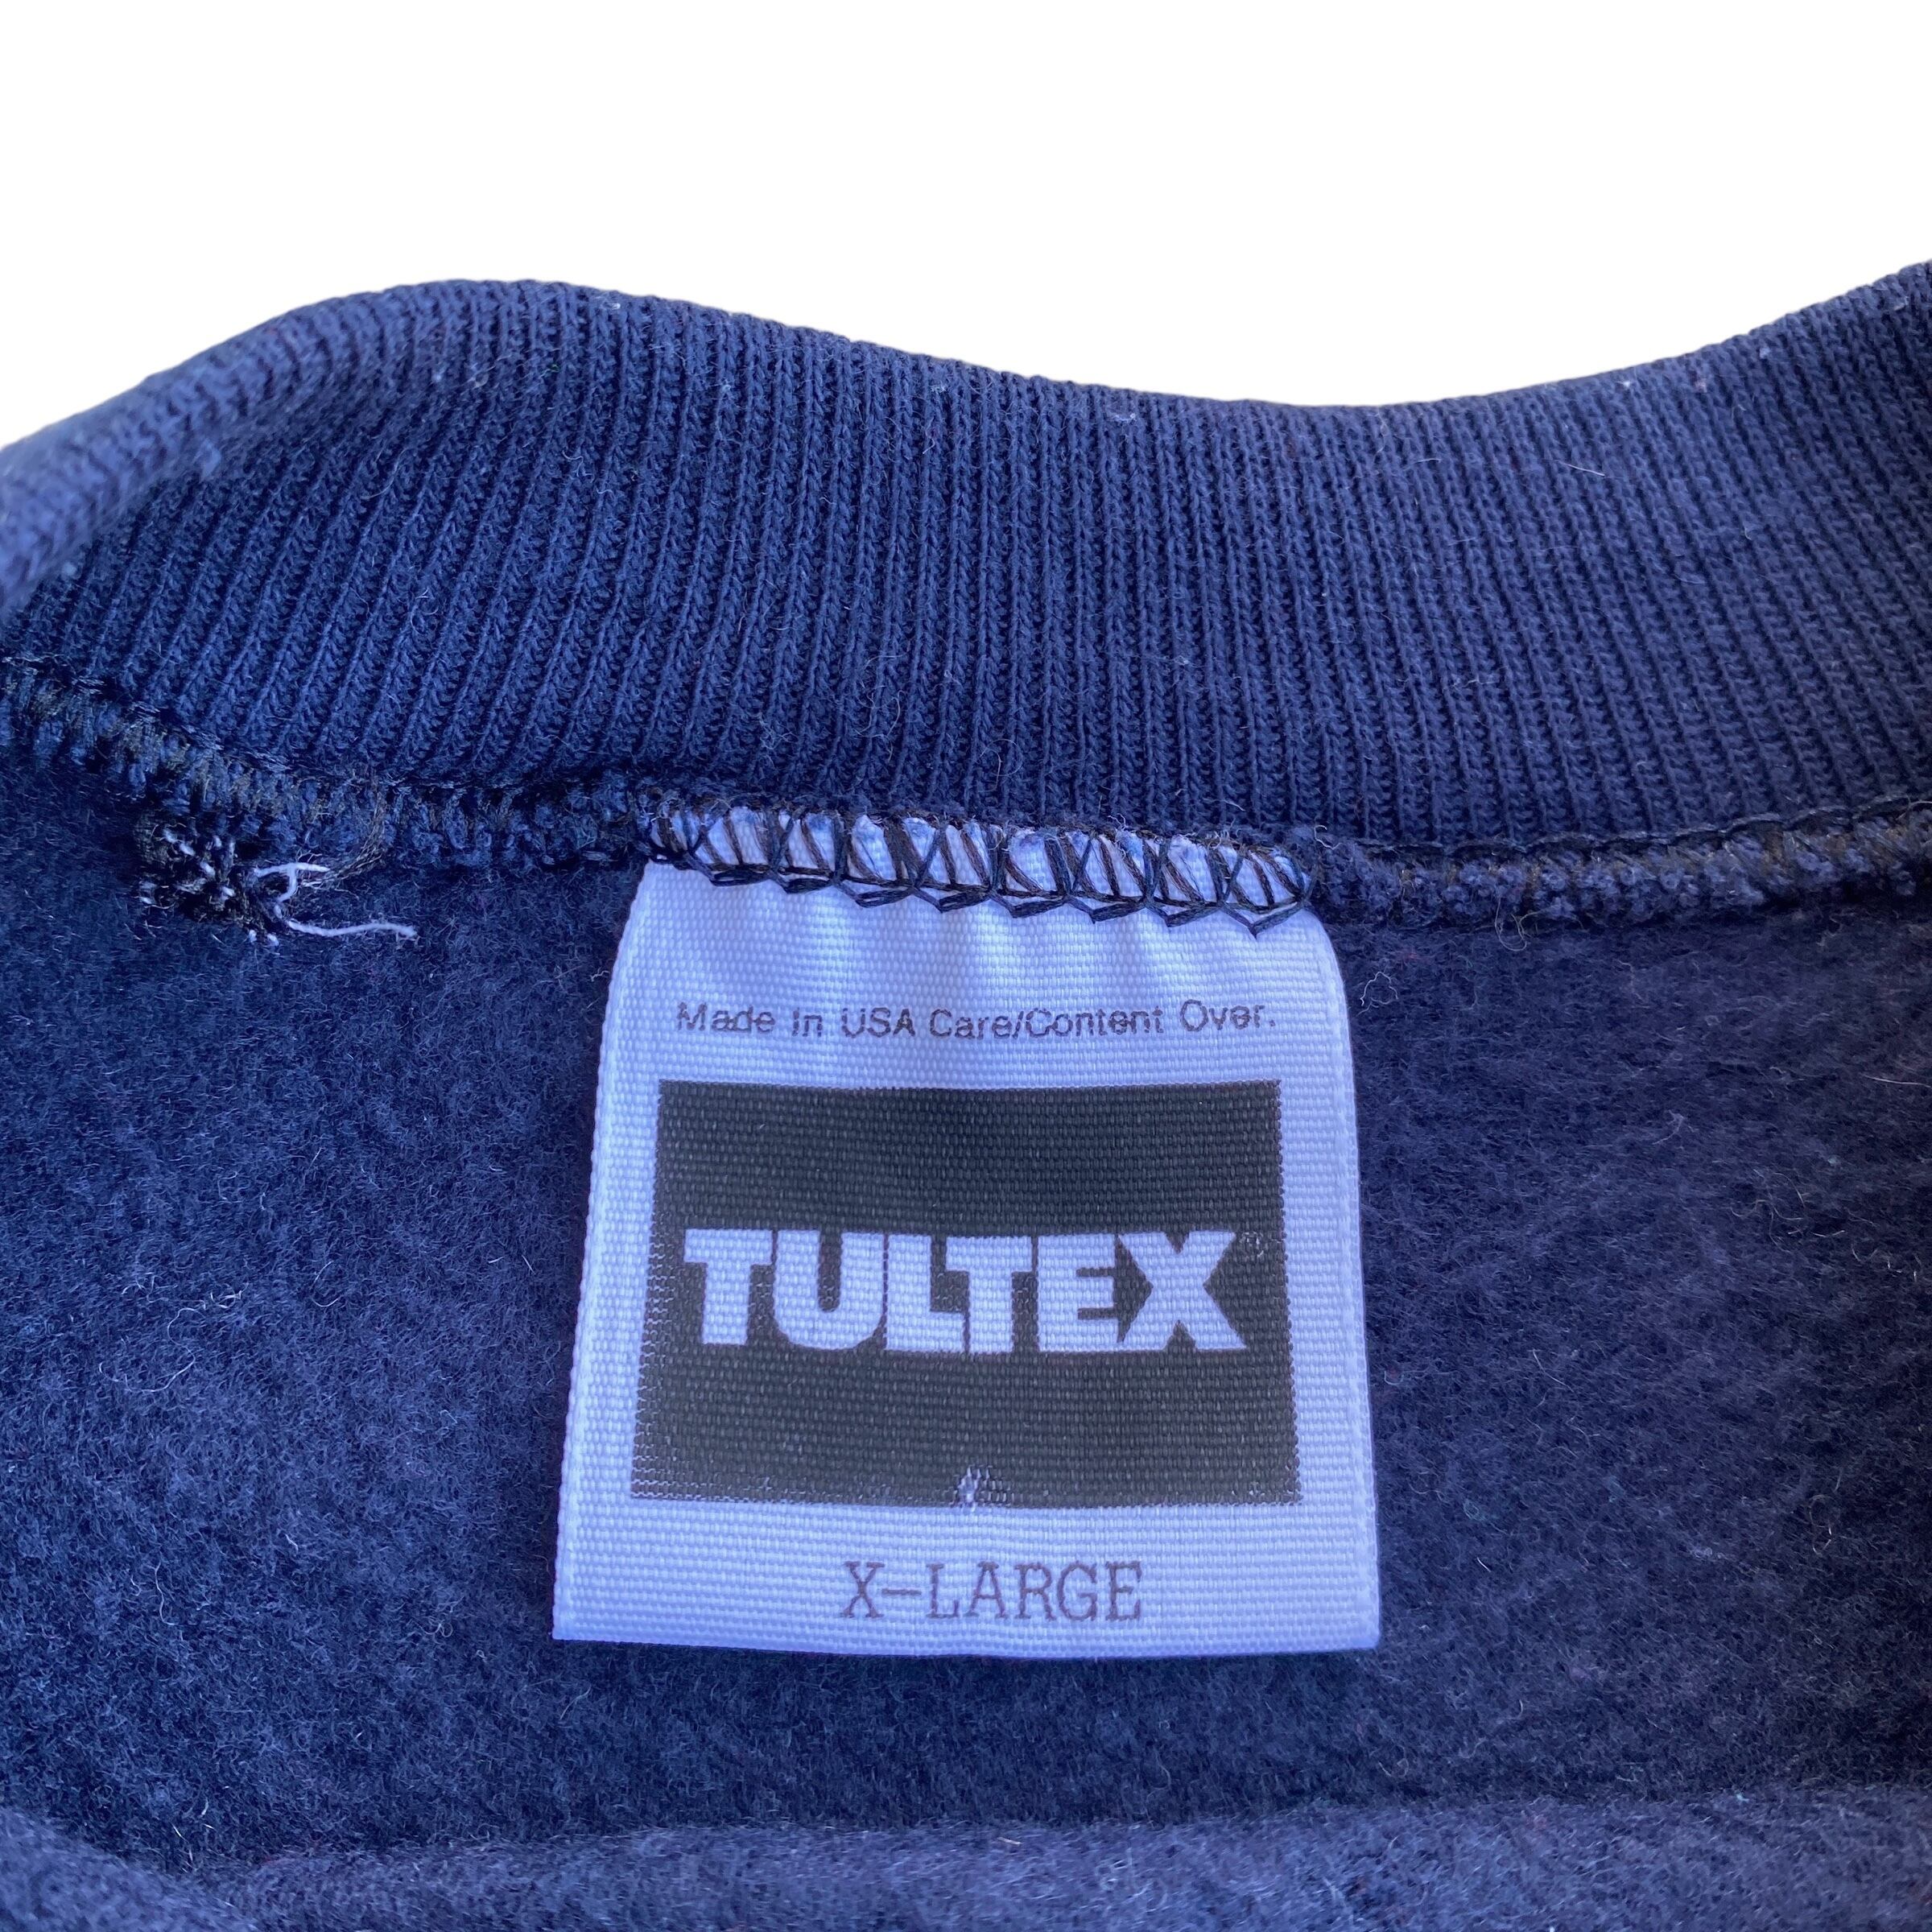 Made In USA Care/Content Over.
TULTEX®
X-LARGE